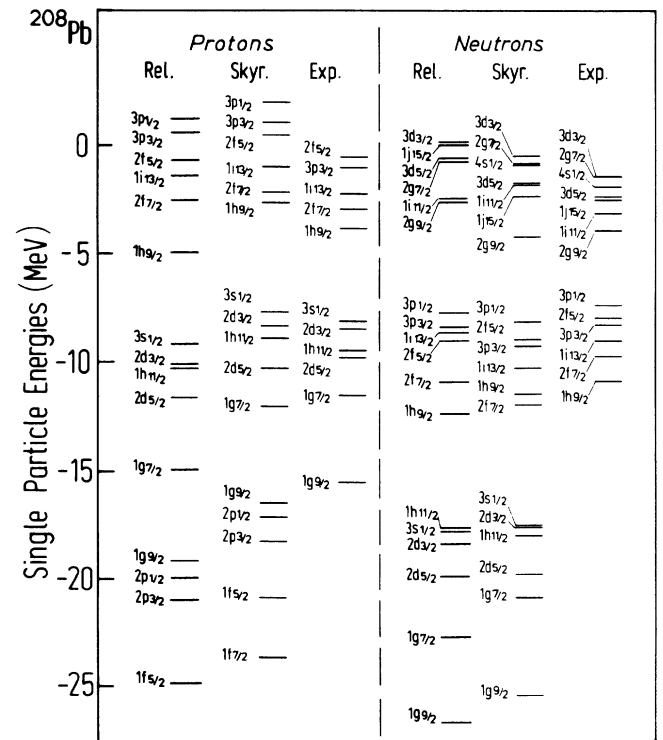 208Pb
Protons
Neutrons
Rel. Skyr. Exp.
Rel. Skyr. Exp.
Single Particle Energies (MeV)
0
-5
-10
-15
-20
-25
3p1/2
3p3/2
2f5/2
1i13/2
2f7/2
1h9/2
3s1/2
2d3/2
1h11/2
2d5/2
1g7/2
1g9/2
2p1/2
2p3/2
1f5/2
3p1/2
3p3/2
2f5/2
1i13/2
2f7/2
1h9/2
3s1/2
2d3/2
1h11/2
2d5/2
1g7/2
1g9/2
2p1/2
2p3/2
1f5/2
1f7/2
2f5/2
3p3/2
1i13/2
2f7/2
1h9/2
3s1/2
2d3/2
1h11/2
2d5/2
1g7/2
1g9/2
3d3/2
1j15/2
3d5/2
2g7/2
1i11/2
2g9/2
3p1/2
3p3/2
1i13/2
2f5/2
2f7/2
1h9/2
1h11/2
3s1/2
2d3/2
2d5/2
1g7/2
1g9/2
3d3/2
2g7/2
4s1/2
3d5/2
1i11/2
1j15/2
2g9/2
3p1/2
2f5/2
3p3/2
1i13/2
1h9/2
2f7/2
3s1/2
2d3/2
1h11/2
2d5/2
1g7/2
1g9/2
3d3/2
2g7/2
4s1/2
3d5/2
1j15/2
1i11/2
2g9/2
3p1/2
2f5/2
3p3/2
1i13/2
2f7/2
1h9/2